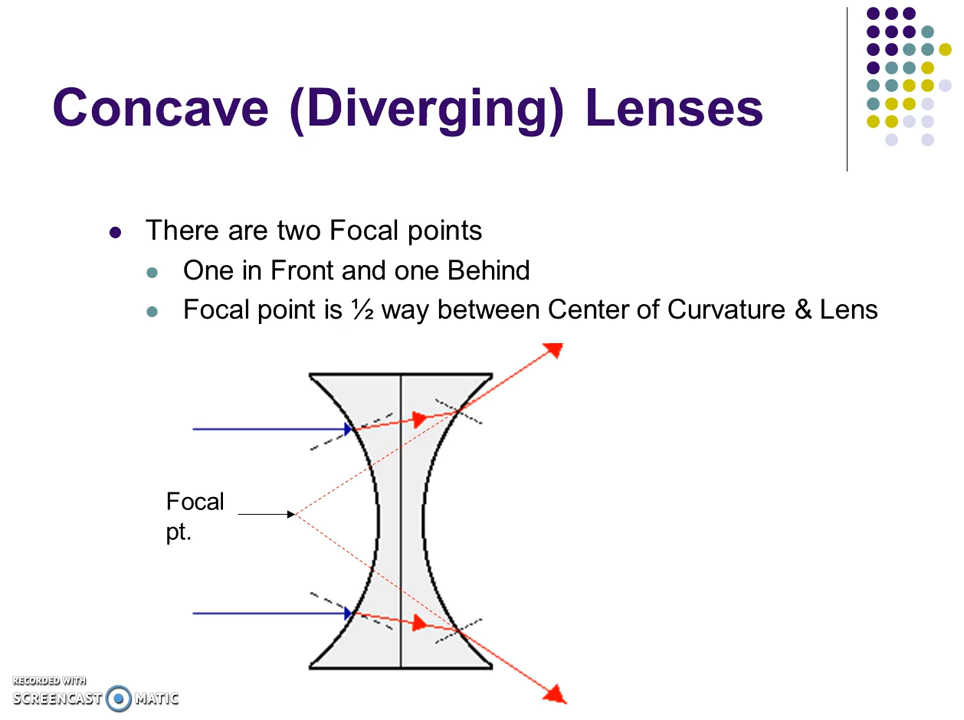 Concave (Diverging) Lenses
There are two Focal points
One in Front and one Behind
Focal point is ½ way between Center of Curvature & Lens
Focal
pt.
RECORDED WITH
SCREENCAST MATIC